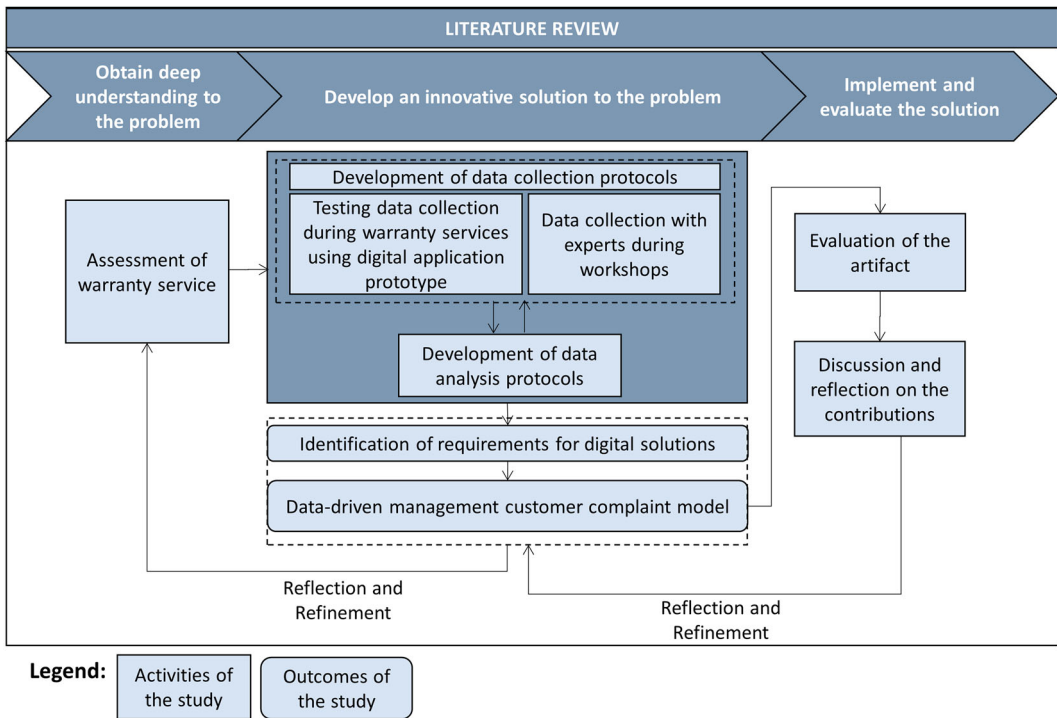 LITERATURE REVIEW
Obtain deep
understanding to
the problem
Develop an innovative solution to the problem
Implement and
evaluate the solution
Assessment of
warranty service
Development of data collection protocols
Testing data collection
during warranty services
using digital application
prototype
Data collection with
experts during
workshops
Development of data
analysis protocols
Identification of requirements for digital solutions
Data-driven management customer complaint model
Evaluation of the
artifact
Discussion and
reflection on the
contributions
Reflection and
Refinement
Reflection and
Refinement
Legend:
Activities of
the study
Outcomes of
the study